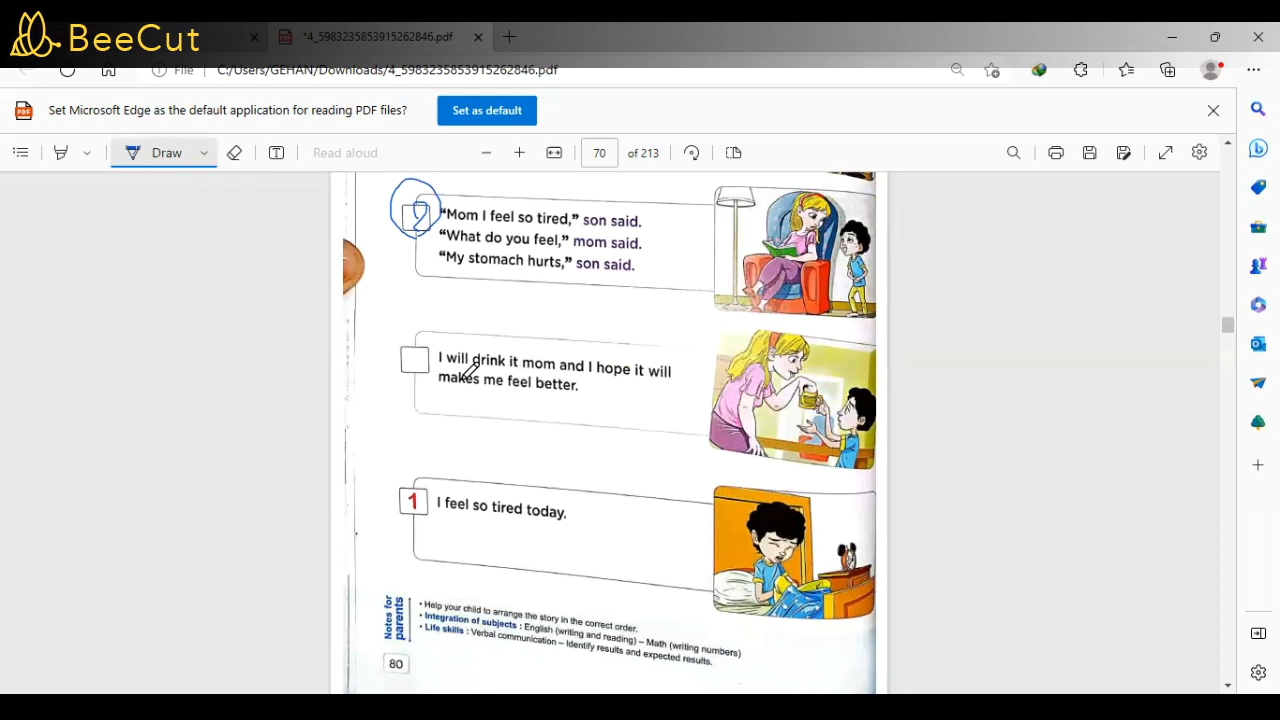 BeeCut
*4_5983235853915262846.pdf
File C:/Users/GEHAN/Downloads/4_5983235853915262846.pdf
Set Microsoft Edge as the default application for reading PDF files? Set as default
Draw Read aloud 70 of 213
2
"Mom I feel so tired," son said.
"What do you feel," mom said.
"My stomach hurts," son said.
I will drink it mom and I hope it will
makes me feel better.
1 I feel so tired today.
Notes for
parents
• Help your child to arrange the story in the correct order.
• Integration of subjects : English (writing and reading) – Math (writing numbers)
• Life skills : Verbal communication – Identify results and expected results.
80